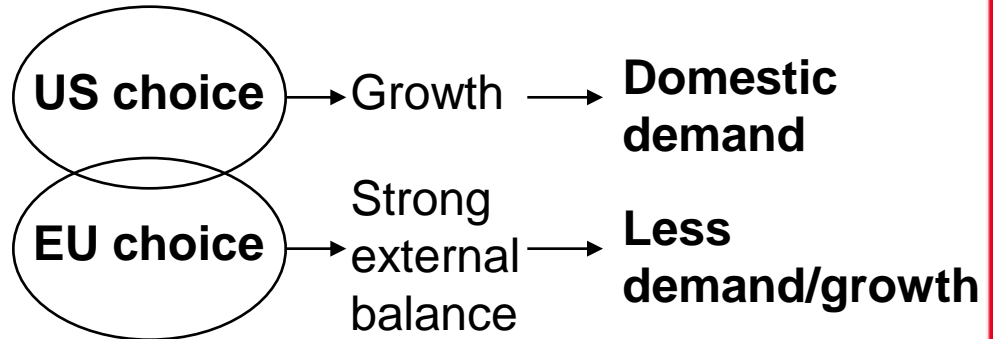 US choice
Growth
Domestic
demand
EU choice
Strong
external
balance
Less
demand/growth